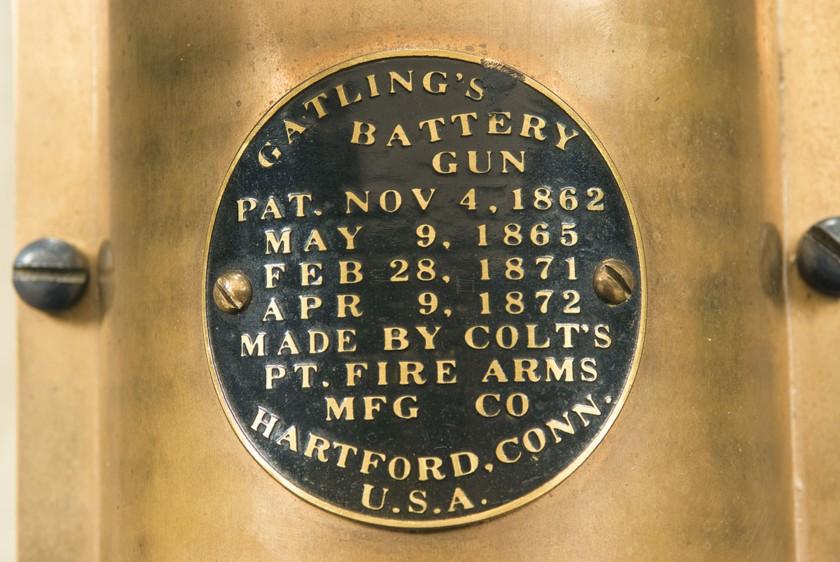 GATLING'S
BATTERY
GUN
PAT. NOV 4, 1862
MAY 9, 1865
FEB 28, 1871
APR 9, 1872
MADE BY COLT'S
PT. FIRE ARMS
MFG CO
HARTFORD, CONN.
U.S.A.